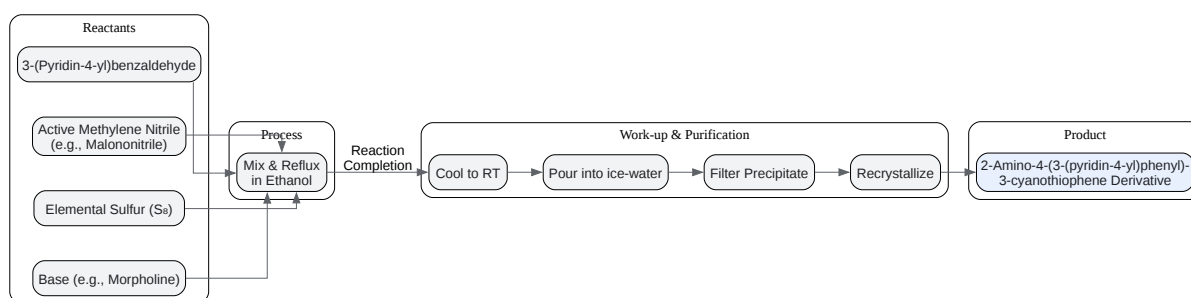 Reactants
3-(Pyridin-4-yl)benzaldehyde
Active Methylene Nitrile
(e.g., Malononitrile)
Elemental Sulfur (S₈)
Base (e.g., Morpholine)
Process
Mix & Reflux
in Ethanol
Reaction
Completion
Work-up & Purification
Cool to RT
Pour into ice-water
Filter Precipitate
Recrystallize
Product
2-Amino-4-(3-(pyridin-4-yl)phenyl)-
3-cyanothiophene Derivative